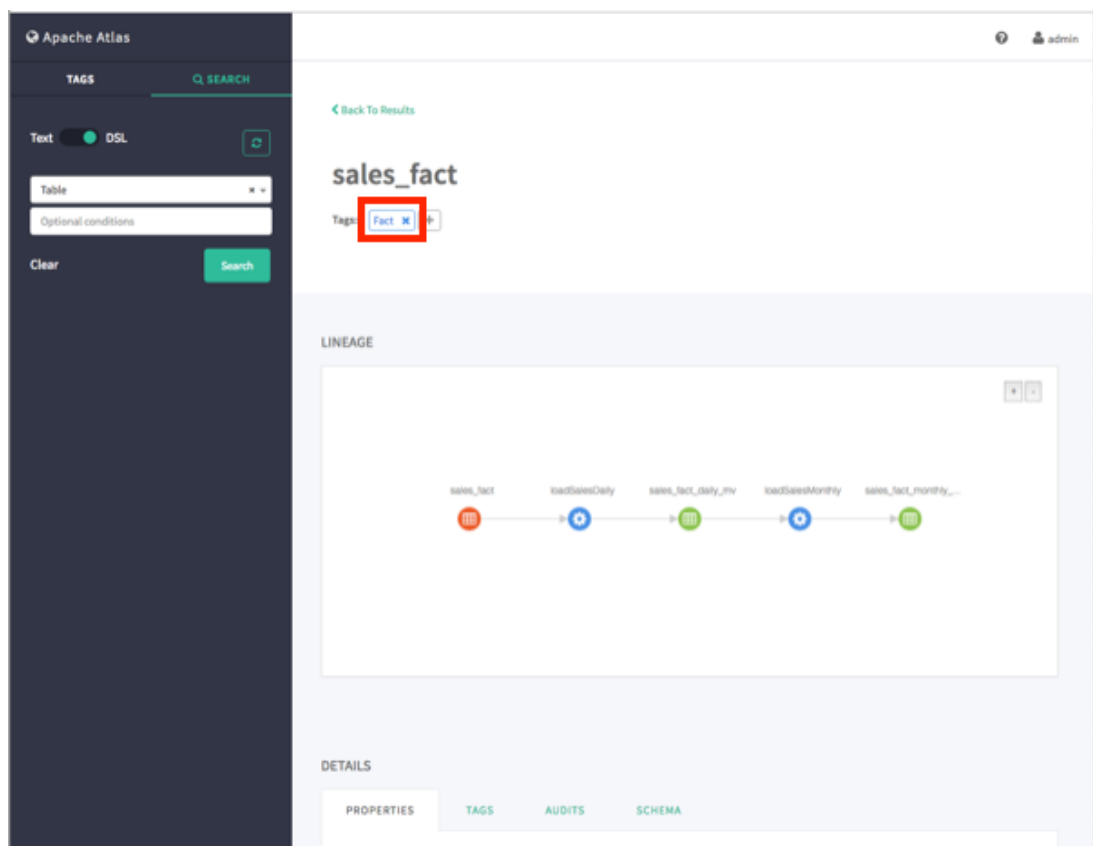 Apache Atlas
admin
TAGS
SEARCH
Back To Results
Text DSL
Table
sales_fact
Optional conditions
Tags: Fact
Clear
Search
LINEAGE
sales_fact loadSalesDaily sales_fact_daily_mv loadSalesMonthly sales_fact_monthly_...
DETAILS
PROPERTIES TAGS AUDITS SCHEMA